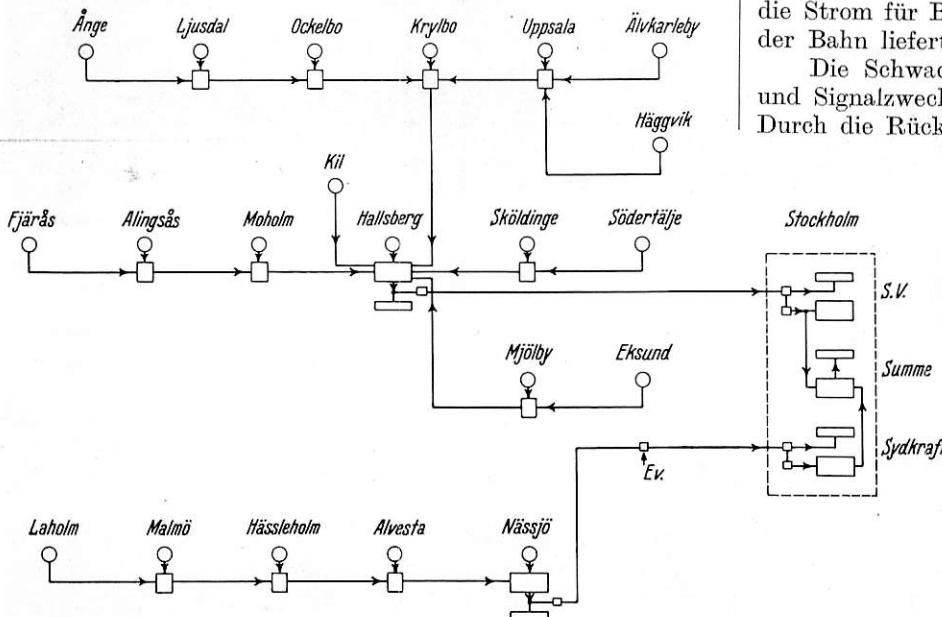 die Strom für B
der Bahn liefert
Die Schwac
und Signalzweck
Durch die Rück
Ånge Ljusdal Ockelbo Krylbo Uppsala Älvkarleby
Häggvik
Kil
Fjärås Alingsås Moholm Hallsberg Sköldinge Södertälje Stockholm
S.V.
Mjölby Eksund Summe
Sydkraft
Ev.
Laholm Malmö Hässleholm Alvesta Nässjö